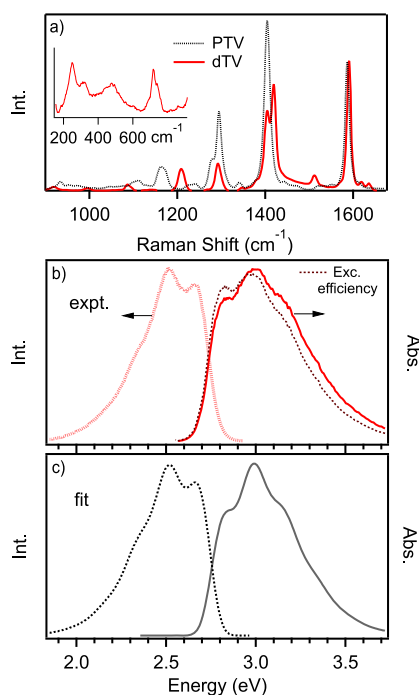 a)
PTV
dTV
Int.
200 400 600 cm-1
1000 1200 1400 1600
Raman Shift (cm-1)
b)
expt.
Exc.
efficiency
Int.
Abs.
c)
fit
Int.
Abs.
2.0 2.5 3.0 3.5
Energy (eV)